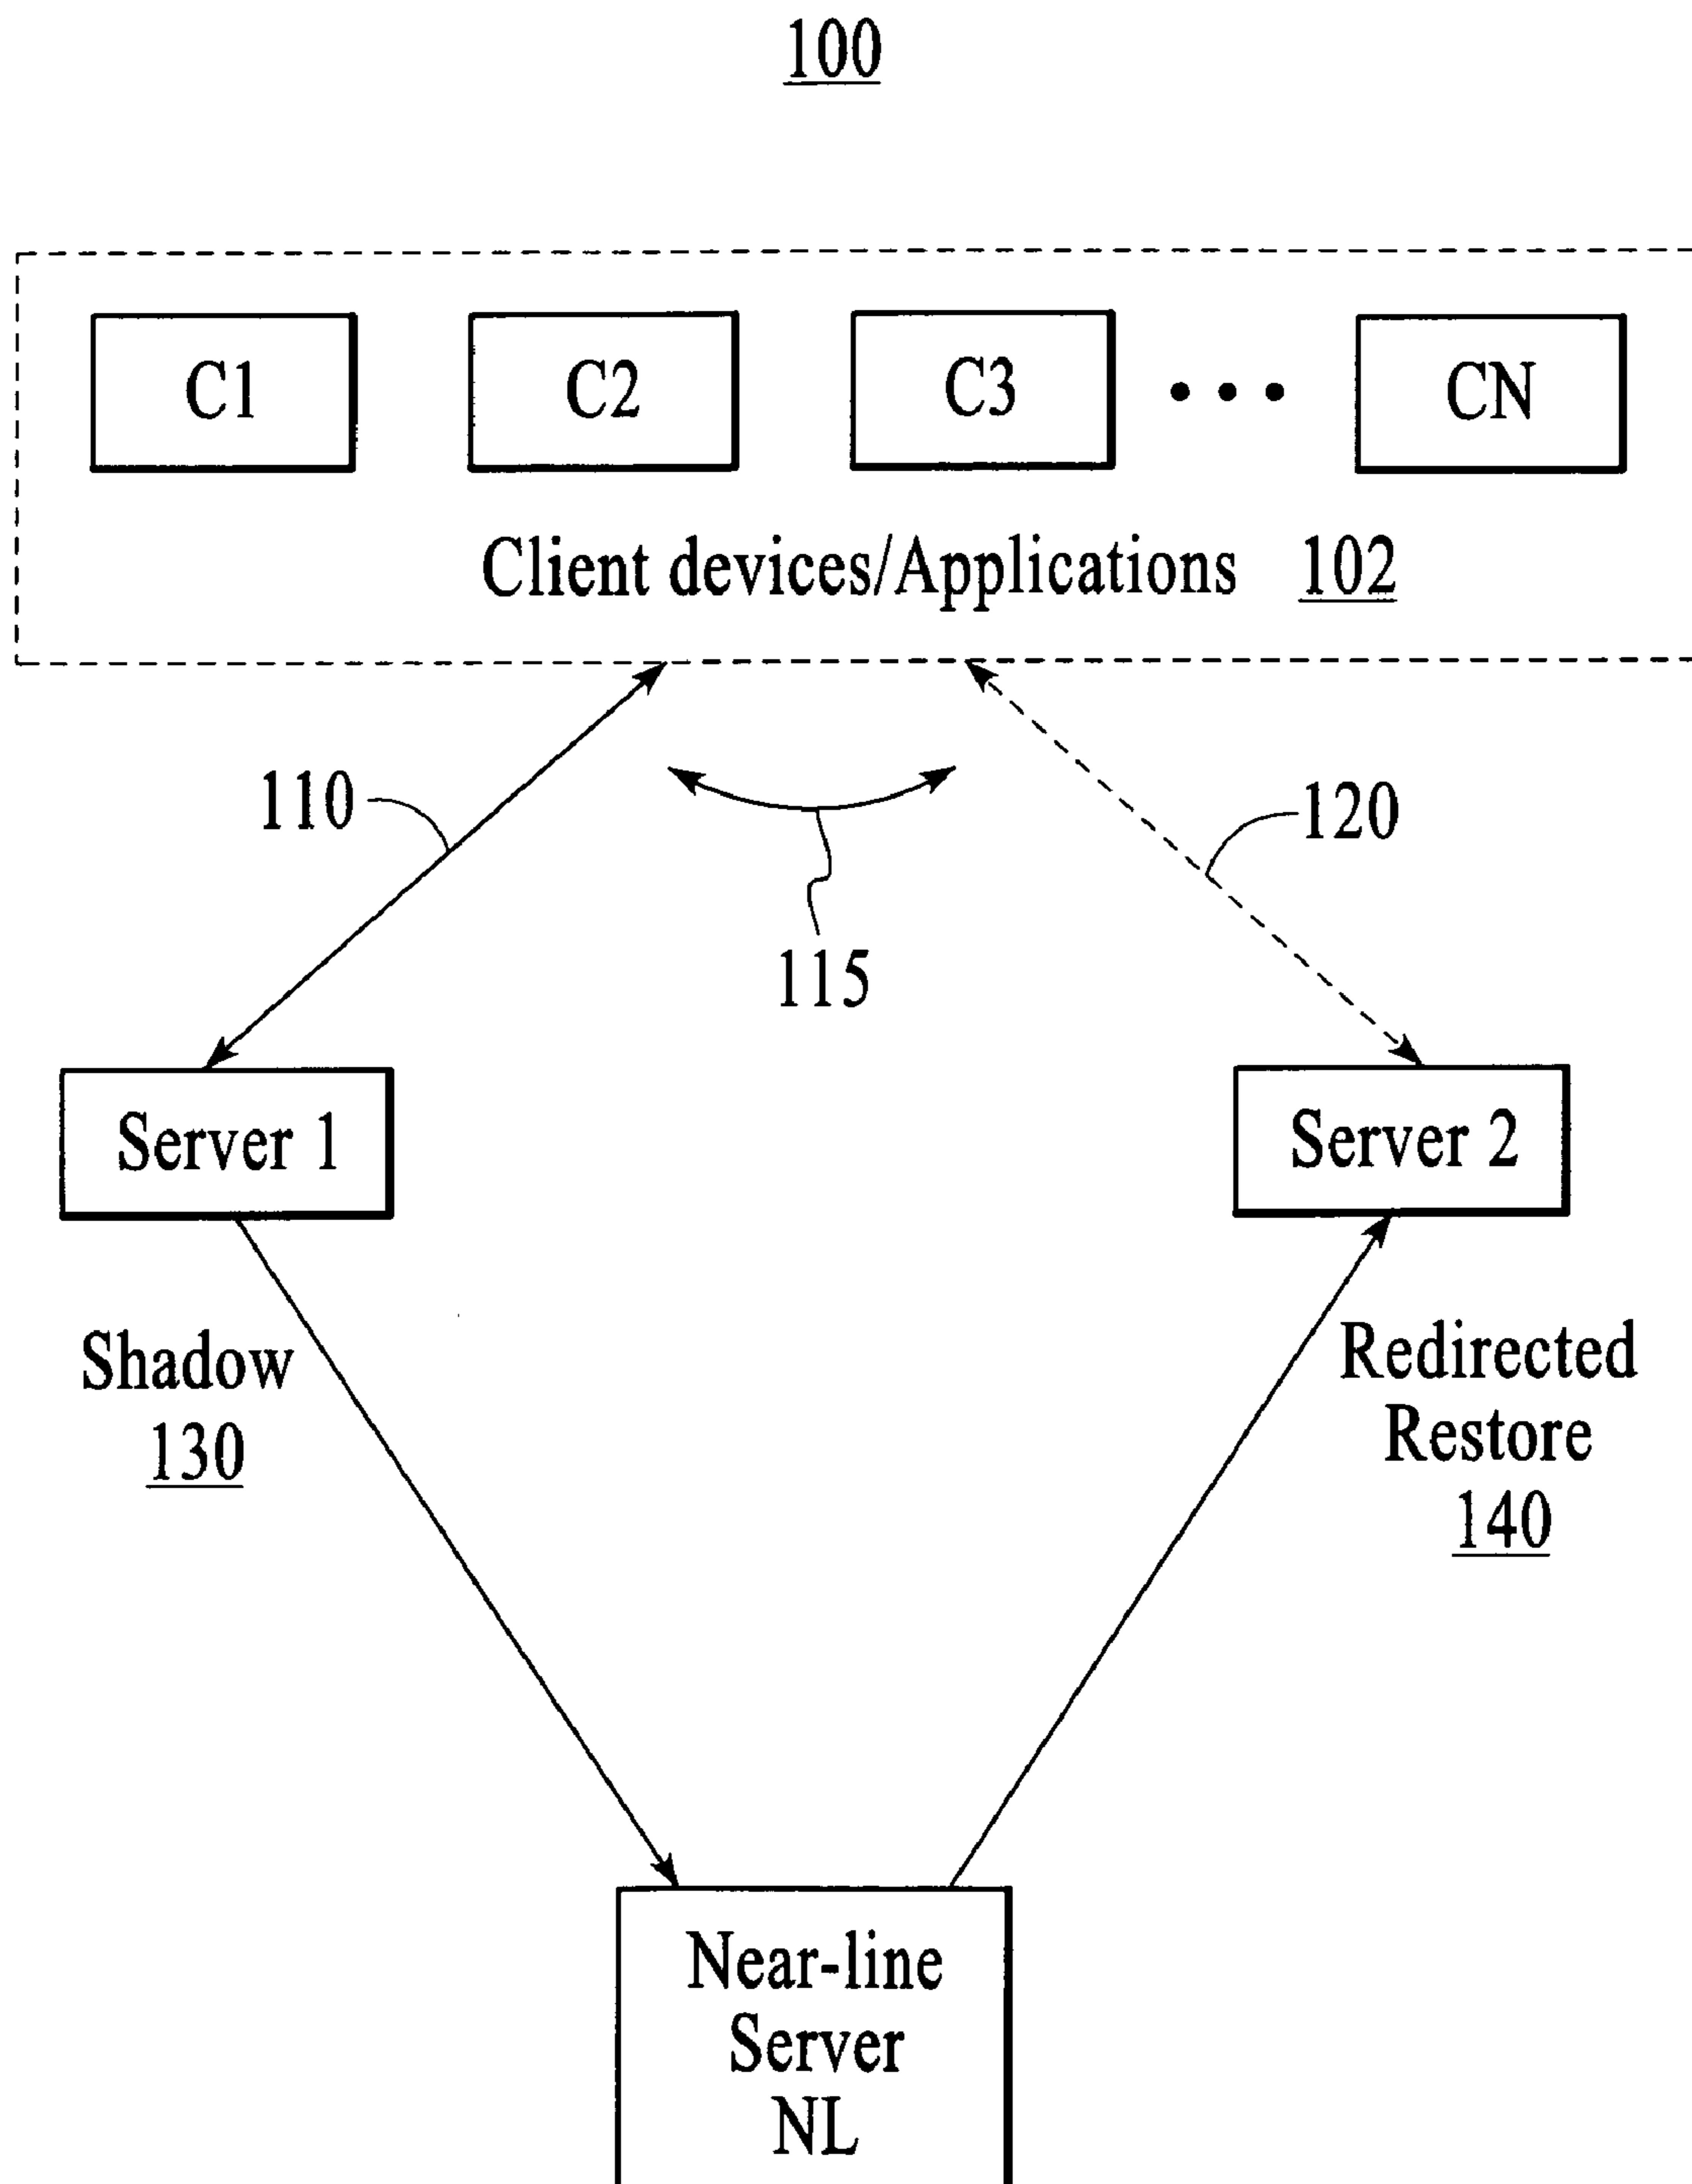 100
C1 C2 C3 • • • CN
Client devices/Applications 102
110
120
115
Server 1
Server 2
Shadow
130
Redirected
Restore
140
Near-line
Server
NL